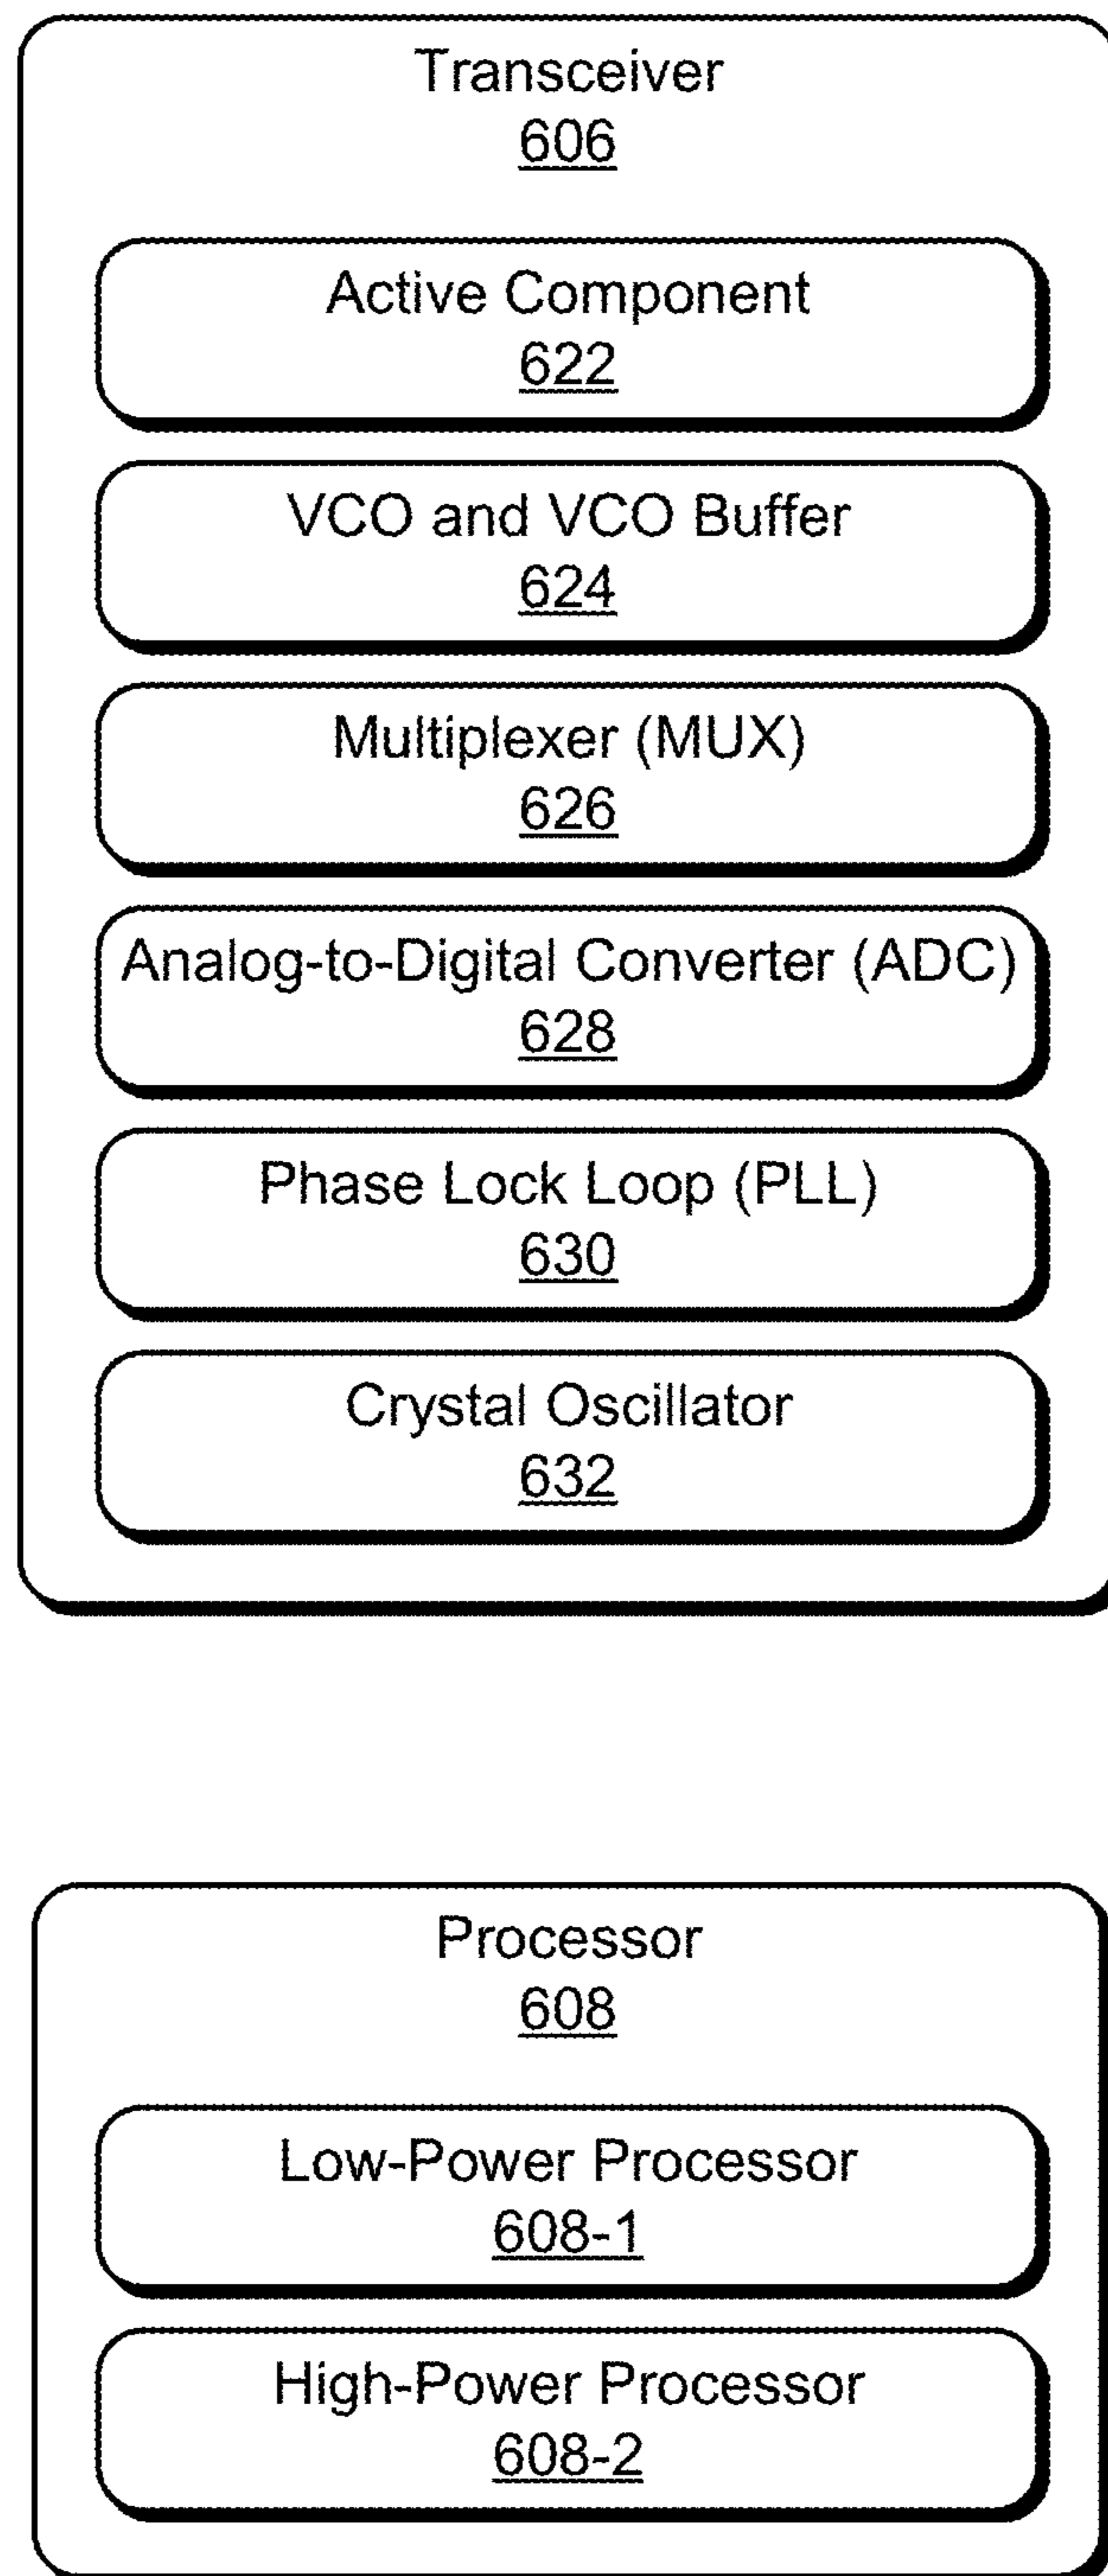 Transceiver
606
Active Component
622
VCO and VCO Buffer
624
Multiplexer (MUX)
626
Analog-to-Digital Converter (ADC)
628
Phase Lock Loop (PLL)
630
Crystal Oscillator
632
Processor
608
Low-Power Processor
608-1
High-Power Processor
608-2